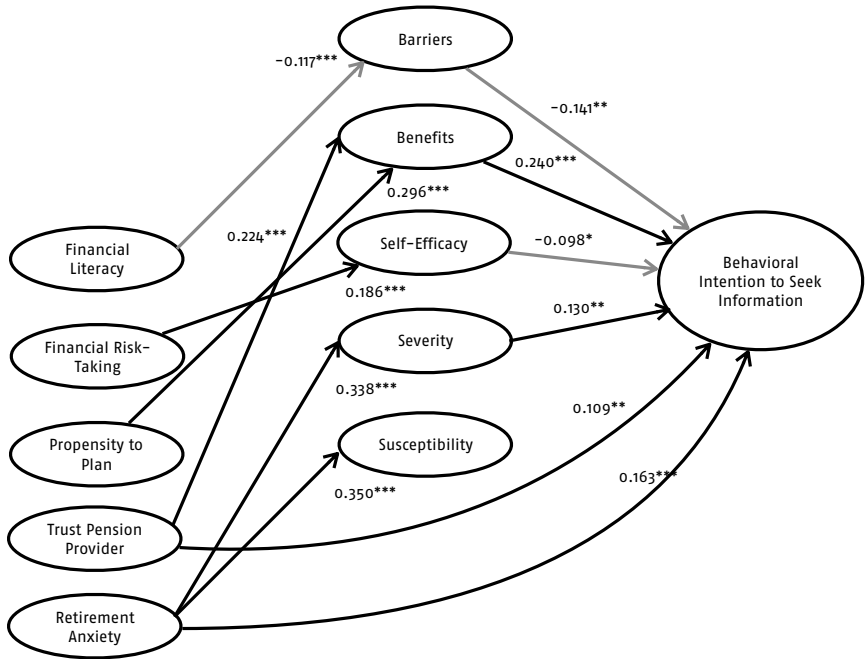 Barriers
-0.117***
-0.141**
Benefits
0.240***
0.296***
0.224***
Self-Efficacy
-0.098*
Financial
Literacy
Behavioral
Intention to Seek
Information
0.186***
0.130**
Financial Risk-
Taking
Severity
0.338***
0.109**
Propensity to
Plan
Susceptibility
0.350***
0.163***
Trust Pension
Provider
Retirement
Anxiety